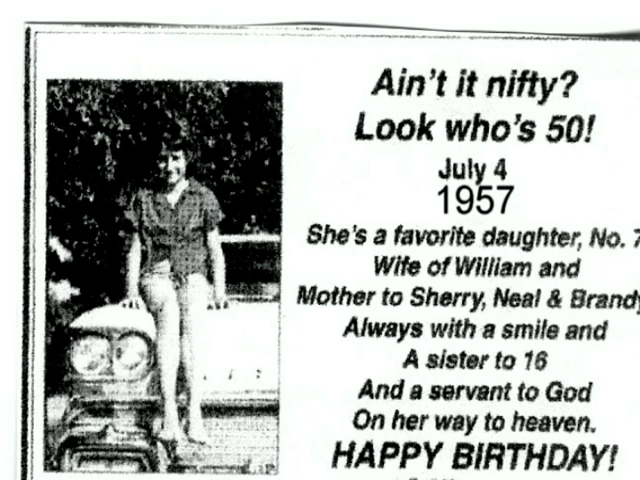 Ain't it nifty?
Look who's 50!
July 4
1957
She's a favorite daughter, No. 7
Wife of William and
Mother to Sherry, Neal & Brandy
Always with a smile and
A sister to 16
And a servant to God
On her way to heaven.
HAPPY BIRTHDAY!